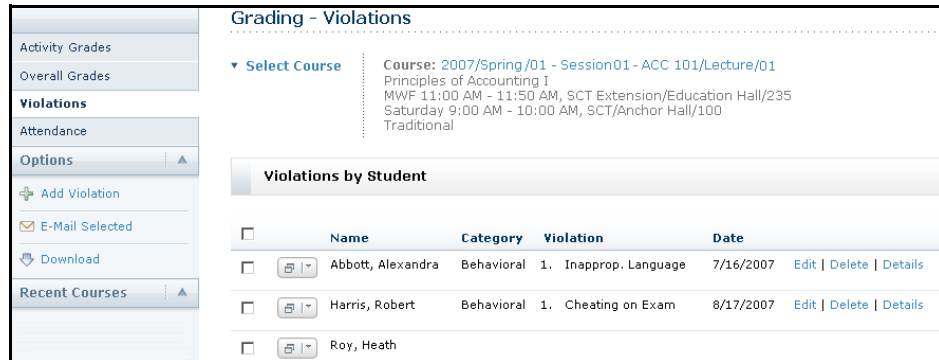 Grading - Violations
Activity Grades
Overall Grades
Violations
Attendance
Options
Add Violation
E-Mail Selected
Download
Recent Courses
Select Course
Course: 2007/Spring/01 - Session01- ACC 101/Lecture/01
Principles of Accounting I
MWF 11:00 AM - 11:50 AM, SCT Extension/Education Hall/235
Saturday 9:00 AM - 10:00 AM, SCT/Anchor Hall/100
Traditional
Violations by Student
Name Category Violation Date
Abbott, Alexandra Behavioral 1. Inapprop. Language 7/16/2007 Edit | Delete | Details
Harris, Robert Behavioral 1. Cheating on Exam 8/17/2007 Edit | Delete | Details
Roy, Heath